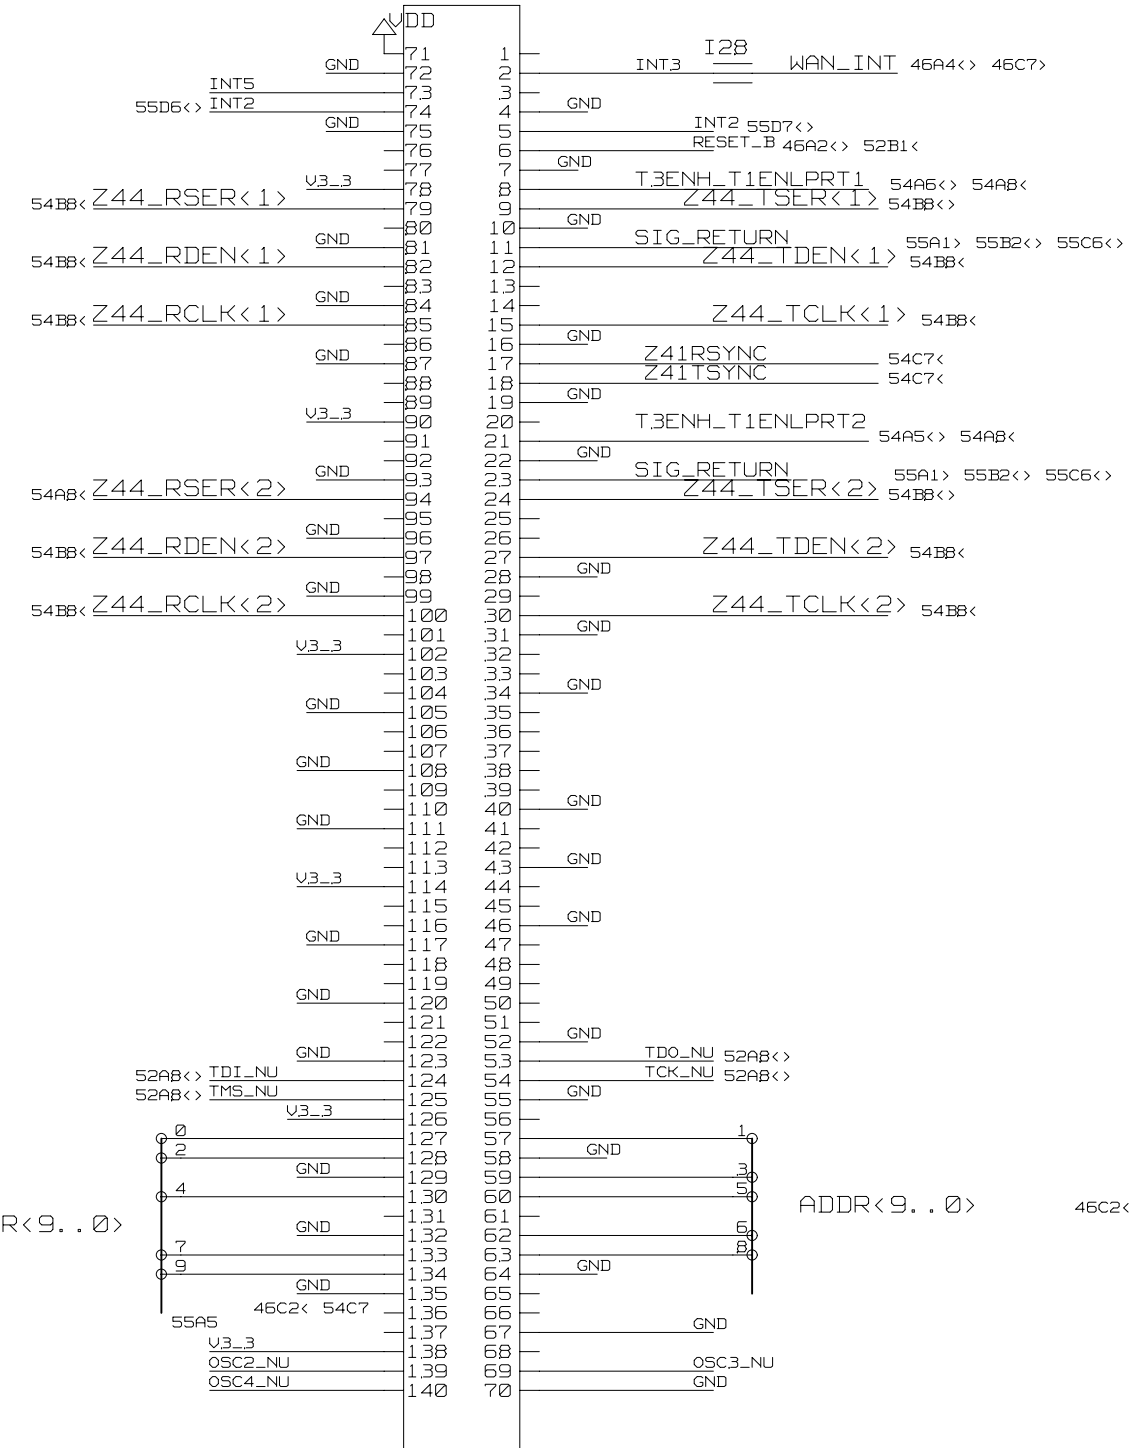 VDD
71 1 I28
GND 72 2 INT3 WAN_INT 46A4<> 46C7>
INT5 73 3
55D6<> INT2 74 4 GND
GND 75 5 INT2 55D7<>
76 6 RESET_B 46A2<> 52B1<
77 7 GND
V3_3 78 8 T3ENH_T1ENLPRT1 54A6<> 54A8<
54B8< Z44_RSER<1> 79 9 Z44_TSER<1> 54B8<>
80 10 GND
GND 81 11 SIG_RETURN 55A1> 55B2<> 55C6<>
54B8< Z44_RDEN<1> 82 12 Z44_TDEN<1> 54B8<
83 13
GND 84 14
54B8< Z44_RCLK<1> 85 15 Z44_TCLK<1> 54B8<
86 16 GND
GND 87 17 Z41RSYNC 54C7<
88 18 Z41TSYNC 54C7<
89 19 GND
V3_3 90 20 T3ENH_T1ENLPRT2
91 21 54A5<> 54A8<
92 22 GND
GND 93 23 SIG_RETURN 55A1> 55B2<> 55C6<>
54A8< Z44_RSER<2> 94 24 Z44_TSER<2> 54B8<>
95 25
GND 96 26
54B8< Z44_RDEN<2> 97 27 Z44_TDEN<2> 54B8<
98 28 GND
GND 99 29
54B8< Z44_RCLK<2> 100 30 Z44_TCLK<2> 54B8<
101 31 GND
V3_3 102 32
103 33
104 34 GND
GND 105 35
106 36
107 37
GND 108 38
109 39
110 40 GND
GND 111 41
112 42
113 43 GND
V3_3 114 44
115 45
116 46 GND
GND 117 47
118 48
119 49
GND 120 50
121 51
122 52 GND
GND 123 53 TDO_NU 52A8<>
52A8<> TDI_NU 124 54 TCK_NU 52A8<>
52A8<> TMS_NU 125 55 GND
V3_3 126 56
0 127 57 1
2 128 58 GND
GND 129 59 3
4 130 60 5
131 61 ADDR<9..0> 46C2<
R<9..0> GND 132 62 6
7 133 63 8
9 134 64 GND
GND 135 65
55A5 46C2< 54C7 136 66
137 67 GND
V3_3 138 68
OSC2_NU 139 69 OSC3_NU
OSC4_NU 140 70 GND